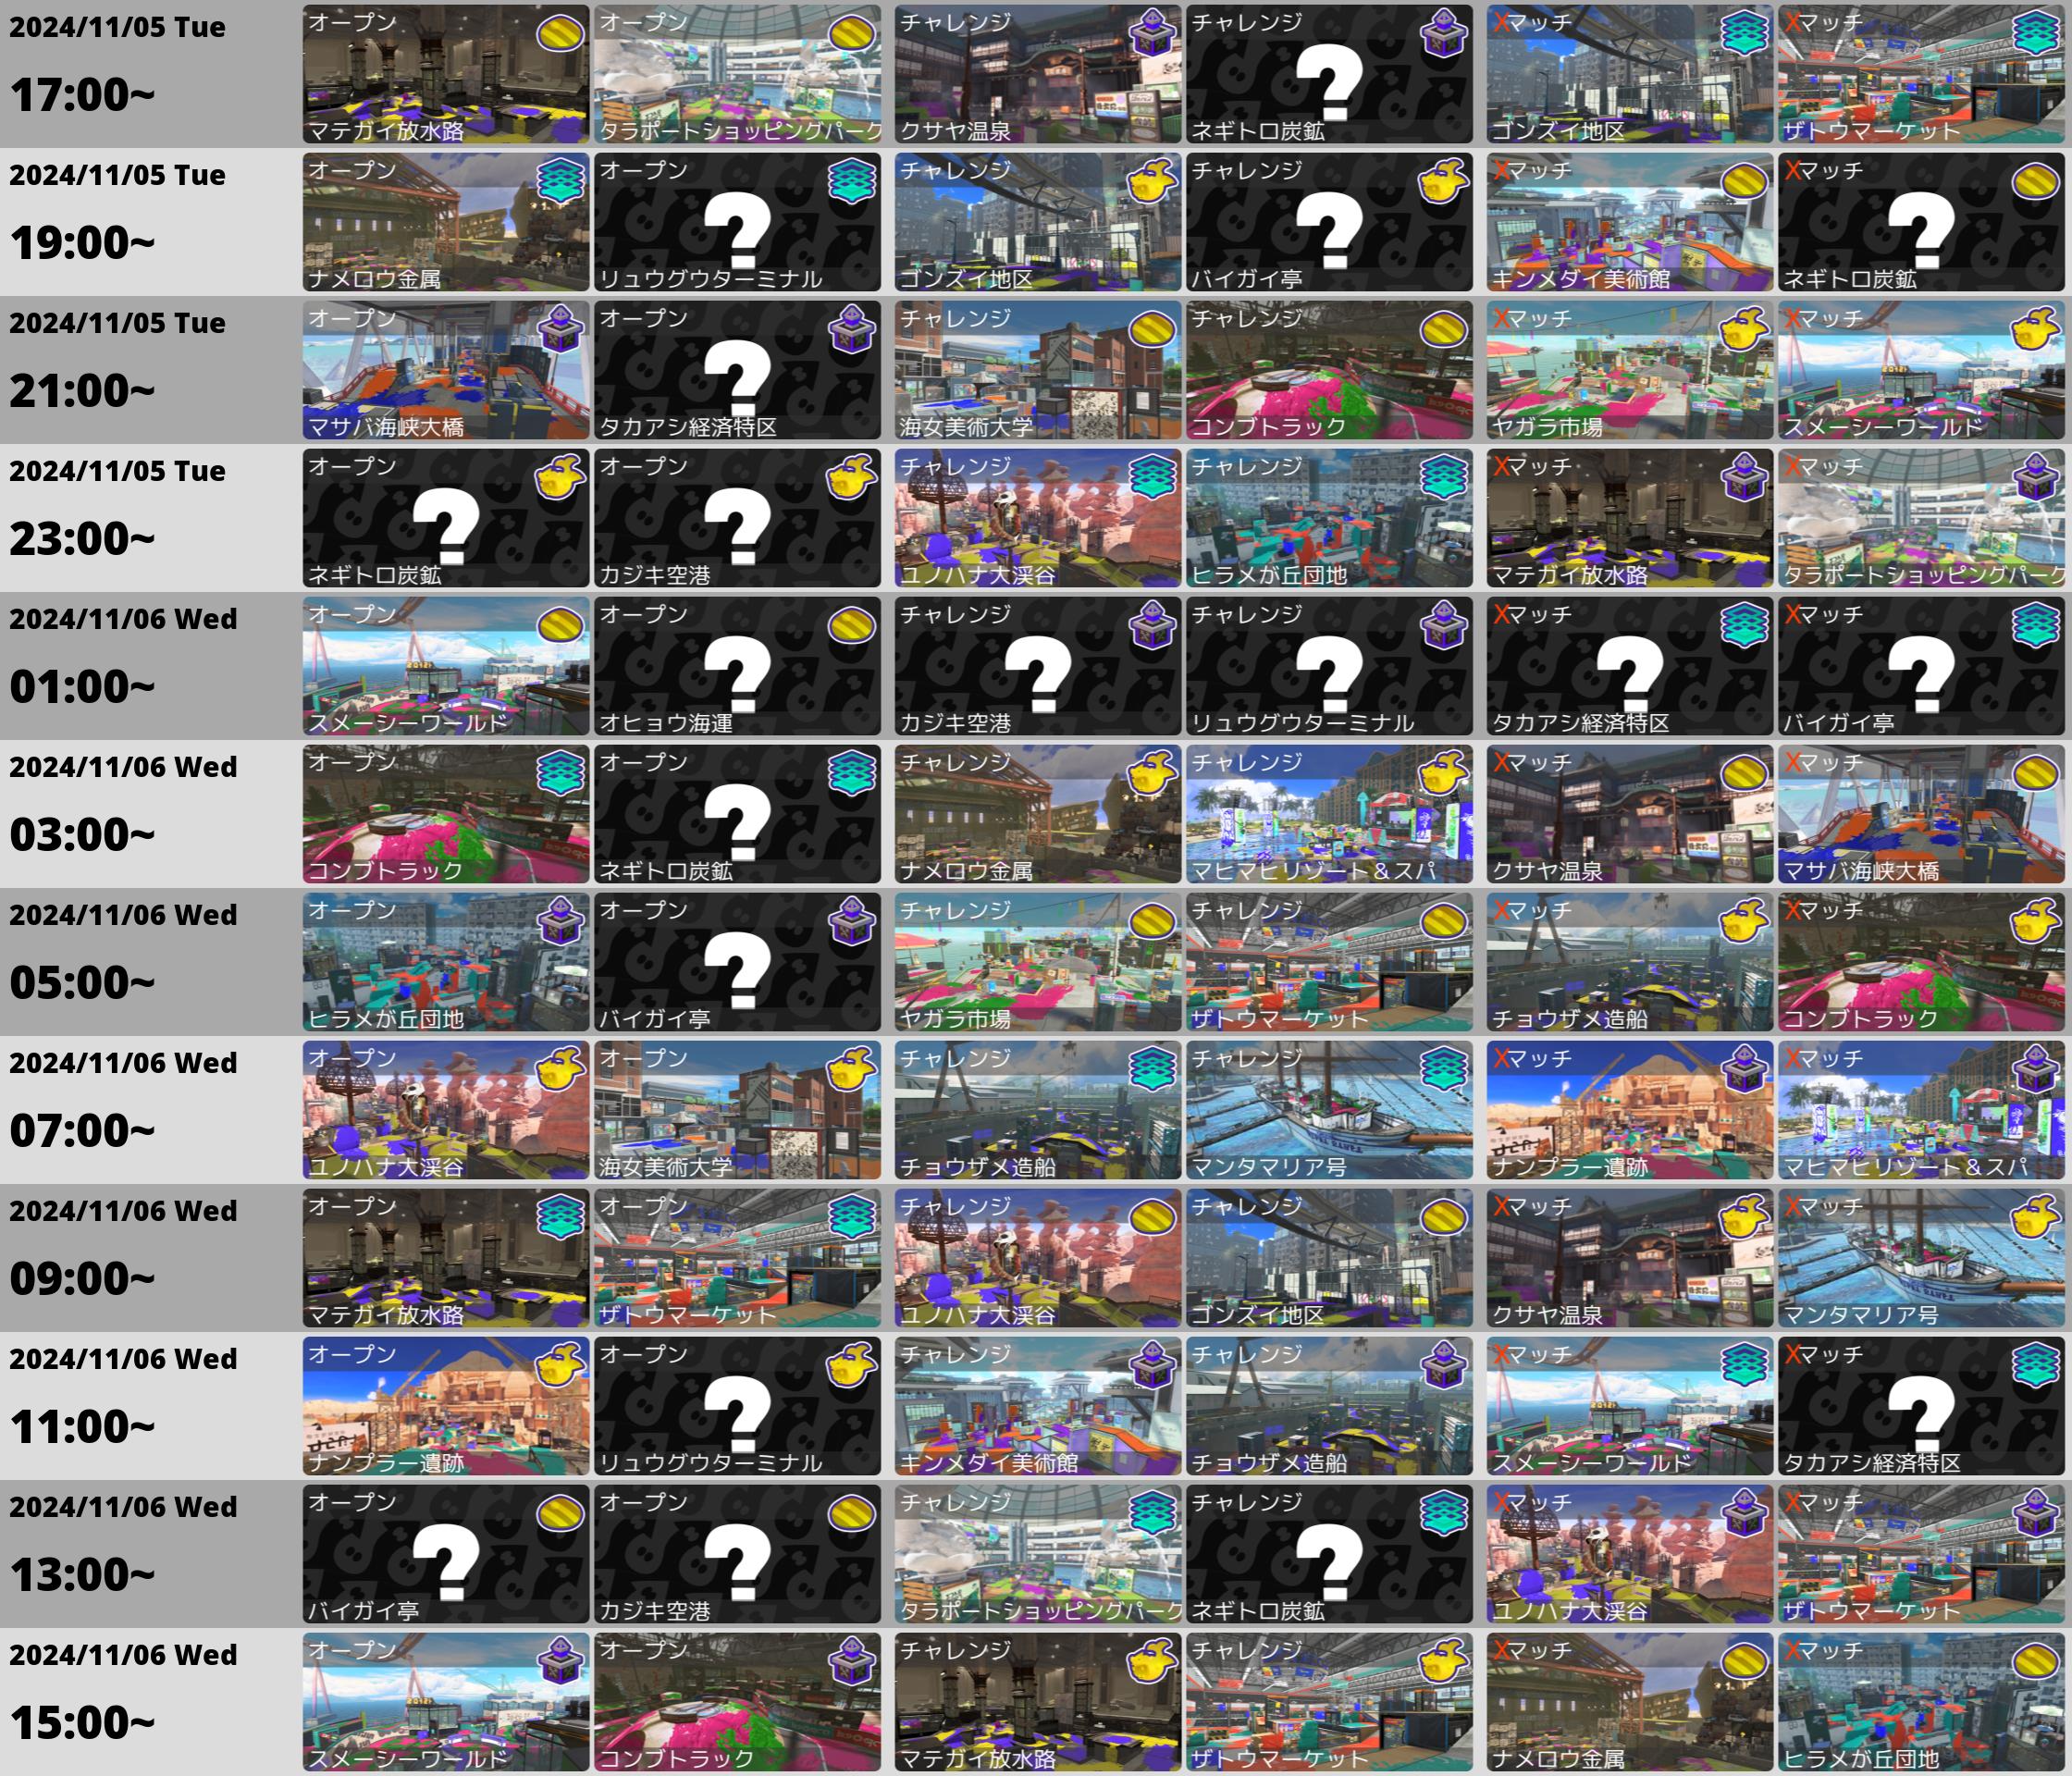 2024/11/05 Tue
17:00~
オープン
マテガイ放水路
オープン
タラポートショッピングパーク
チャレンジ
クサヤ温泉
チャレンジ
ネギトロ炭鉱
Xマッチ
ゴンズイ地区
Xマッチ
ザトウマーケット
2024/11/05 Tue
19:00~
オープン
ナメロウ金属
オープン
リュウグウターミナル
チャレンジ
ゴンズイ地区
チャレンジ
バイガイ亭
Xマッチ
キンメダイ美術館
Xマッチ
ネギトロ炭鉱
2024/11/05 Tue
21:00~
オープン
マサバ海峡大橋
オープン
タカアシ経済特区
チャレンジ
海女美術大学
チャレンジ
コンブトラック
Xマッチ
ヤガラ市場
Xマッチ
スメーシーワールド
2024/11/05 Tue
23:00~
オープン
ネギトロ炭鉱
オープン
カジキ空港
チャレンジ
ユノハナ大渓谷
チャレンジ
ヒラメが丘団地
Xマッチ
マテガイ放水路
Xマッチ
タラポートショッピングパーク
2024/11/06 Wed
01:00~
オープン
スメーシーワールド
オープン
オヒョウ海運
チャレンジ
カジキ空港
チャレンジ
リュウグウターミナル
Xマッチ
タカアシ経済特区
Xマッチ
バイガイ亭
2024/11/06 Wed
03:00~
オープン
コンブトラック
オープン
ネギトロ炭鉱
チャレンジ
ナメロウ金属
チャレンジ
マヒマヒリゾート＆スパ
Xマッチ
クサヤ温泉
Xマッチ
マサバ海峡大橋
2024/11/06 Wed
05:00~
オープン
ヒラメが丘団地
オープン
バイガイ亭
チャレンジ
ヤガラ市場
チャレンジ
ザトウマーケット
Xマッチ
チョウザメ造船
Xマッチ
コンブトラック
2024/11/06 Wed
07:00~
オープン
ユノハナ大渓谷
オープン
海女美術大学
チャレンジ
チョウザメ造船
チャレンジ
マンタマリア号
Xマッチ
ナンプラー遺跡
Xマッチ
マヒマヒリゾート＆スパ
2024/11/06 Wed
09:00~
オープン
マテガイ放水路
オープン
ザトウマーケット
チャレンジ
ユノハナ大渓谷
チャレンジ
ゴンズイ地区
Xマッチ
クサヤ温泉
Xマッチ
マンタマリア号
2024/11/06 Wed
11:00~
オープン
ナンプラー遺跡
オープン
リュウグウターミナル
チャレンジ
キンメダイ美術館
チャレンジ
チョウザメ造船
Xマッチ
スメーシーワールド
Xマッチ
タカアシ経済特区
2024/11/06 Wed
13:00~
オープン
バイガイ亭
オープン
カジキ空港
チャレンジ
タラポートショッピングパーク
チャレンジ
ネギトロ炭鉱
Xマッチ
ユノハナ大渓谷
Xマッチ
ザトウマーケット
2024/11/06 Wed
15:00~
オープン
スメーシーワールド
オープン
コンブトラック
チャレンジ
マテガイ放水路
チャレンジ
ザトウマーケット
Xマッチ
ナメロウ金属
Xマッチ
ヒラメが丘団地